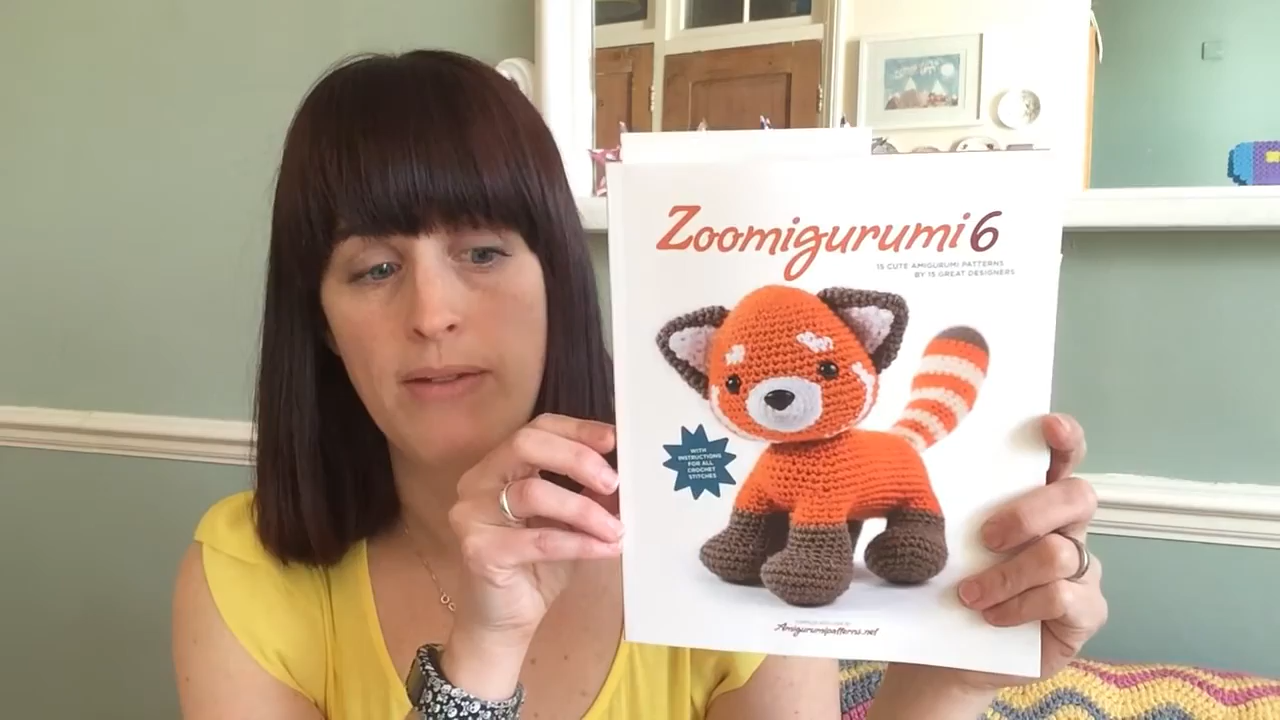 Zoomigurumi 6
15 CUTE AMIGURUMI PATTERNS
BY 15 GREAT DESIGNERS
WITH
INSTRUCTIONS
FOR ALL
CROCHET
STITCHES
Amigurumipatterns.net